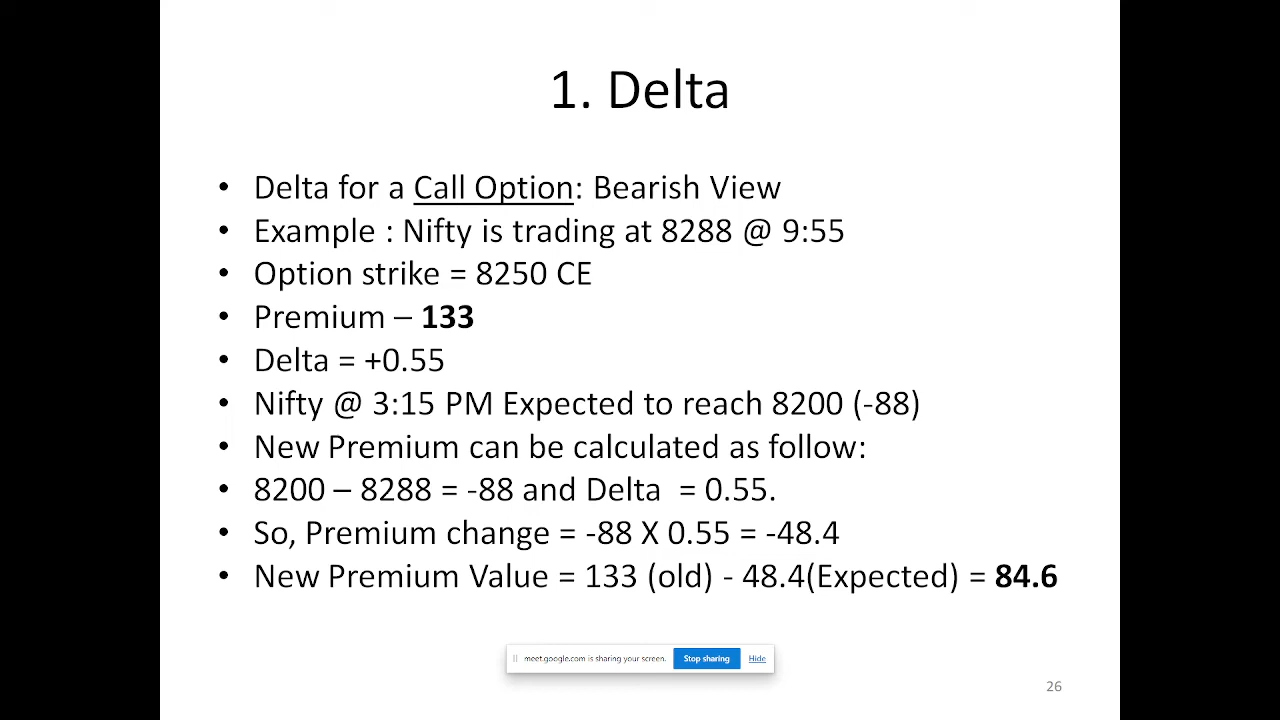 1. Delta
• Delta for a Call Option: Bearish View
• Example : Nifty is trading at 8288 @ 9:55
• Option strike = 8250 CE
• Premium – 133
• Delta = +0.55
• Nifty @ 3:15 PM Expected to reach 8200 (-88)
• New Premium can be calculated as follow:
• 8200 – 8288 = -88 and Delta  = 0.55.
• So, Premium change = -88 X 0.55 = -48.4
• New Premium Value = 133 (old) - 48.4(Expected) = 84.6
meet.google.com is sharing your screen. Stop sharing Hide
26